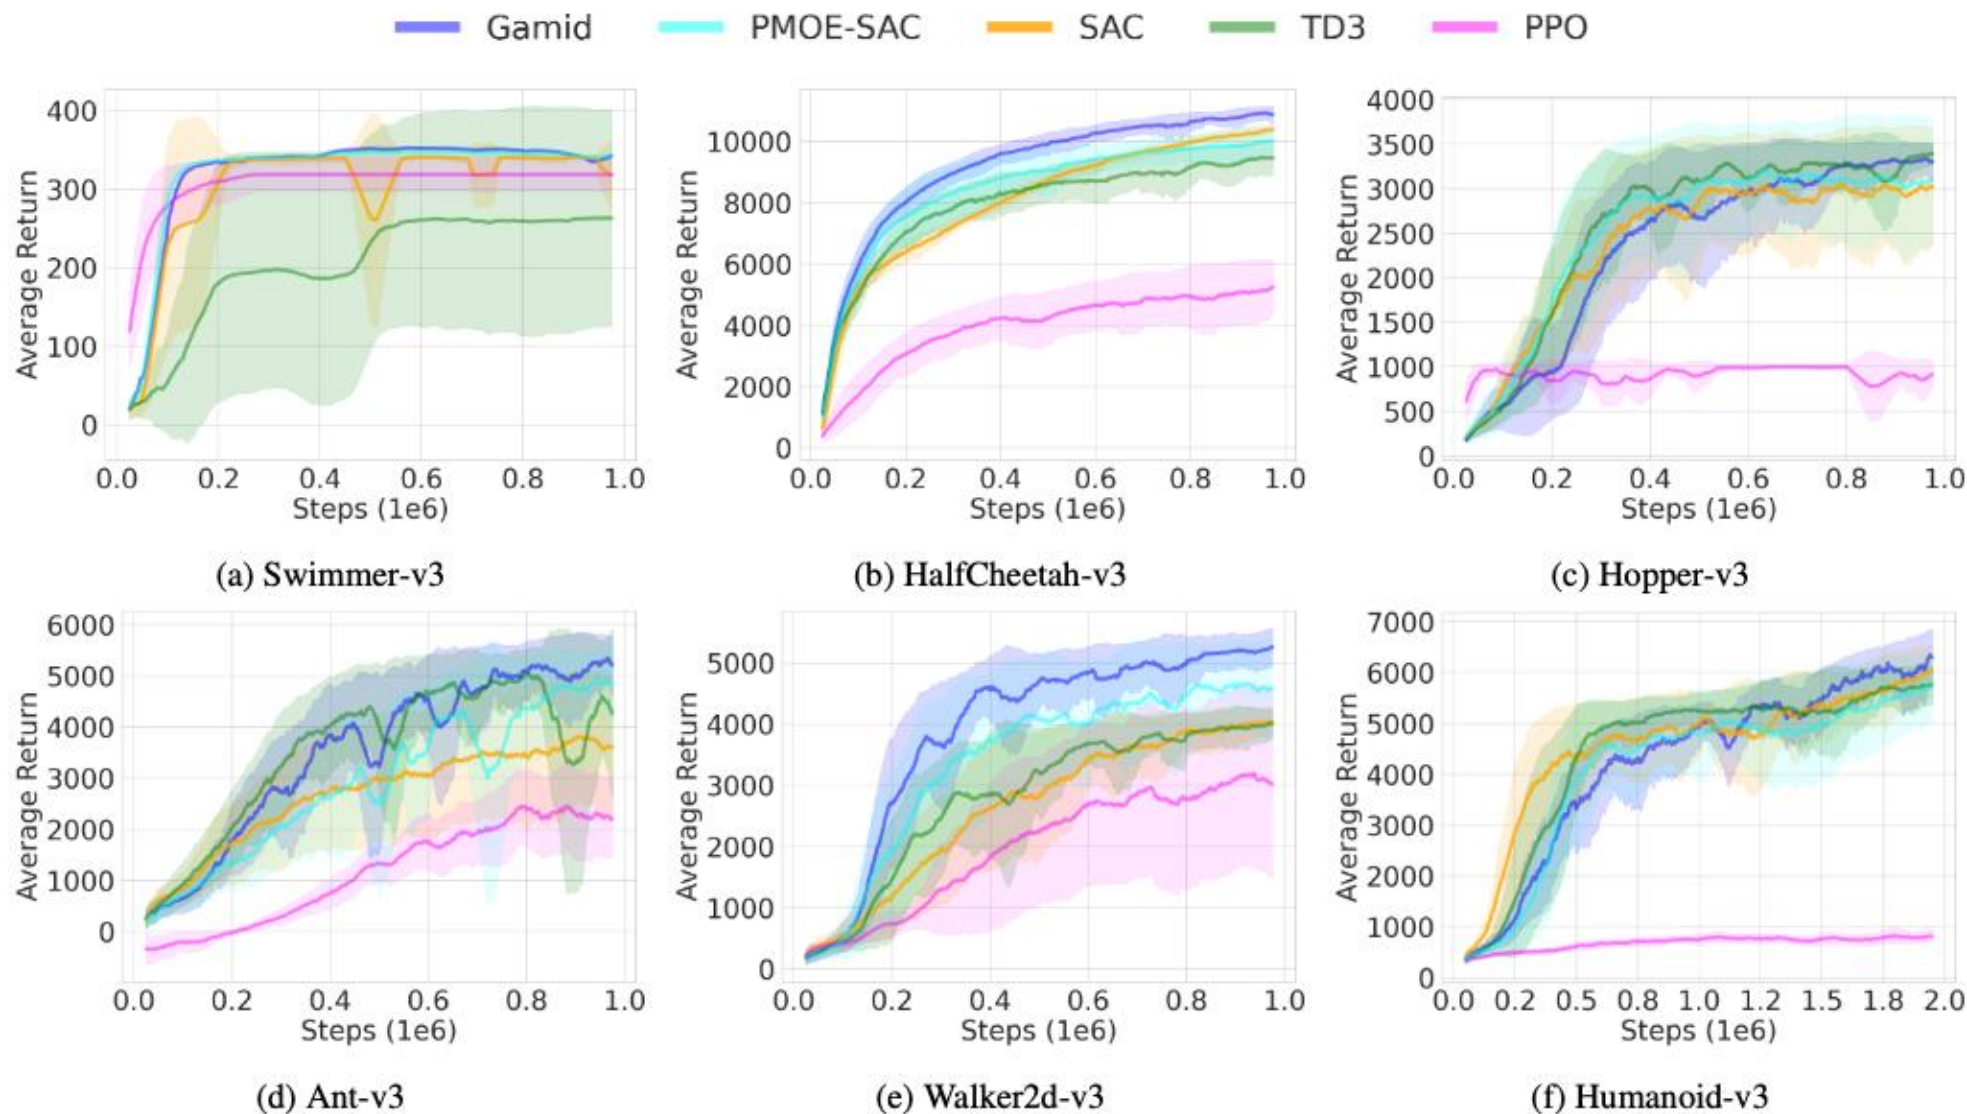 Gamid PMOE-SAC SAC TD3 PPO
400
300
200
100
0
Average Return
0.0 0.2 0.4 0.6 0.8 1.0
Steps (1e6)
(a) Swimmer-v3
10000
8000
6000
4000
2000
0
Average Return
0.0 0.2 0.4 0.6 0.8 1.0
Steps (1e6)
(b) HalfCheetah-v3
4000
3500
3000
2500
2000
1500
1000
500
0
Average Return
0.0 0.2 0.4 0.6 0.8 1.0
Steps (1e6)
(c) Hopper-v3
6000
5000
4000
3000
2000
1000
0
Average Return
0.0 0.2 0.4 0.6 0.8 1.0
Steps (1e6)
(d) Ant-v3
5000
4000
3000
2000
1000
0
Average Return
0.0 0.2 0.4 0.6 0.8 1.0
Steps (1e6)
(e) Walker2d-v3
7000
6000
5000
4000
3000
2000
1000
0
Average Return
0.0 0.2 0.5 0.8 1.0 1.2 1.5 1.8 2.0
Steps (1e6)
(f) Humanoid-v3